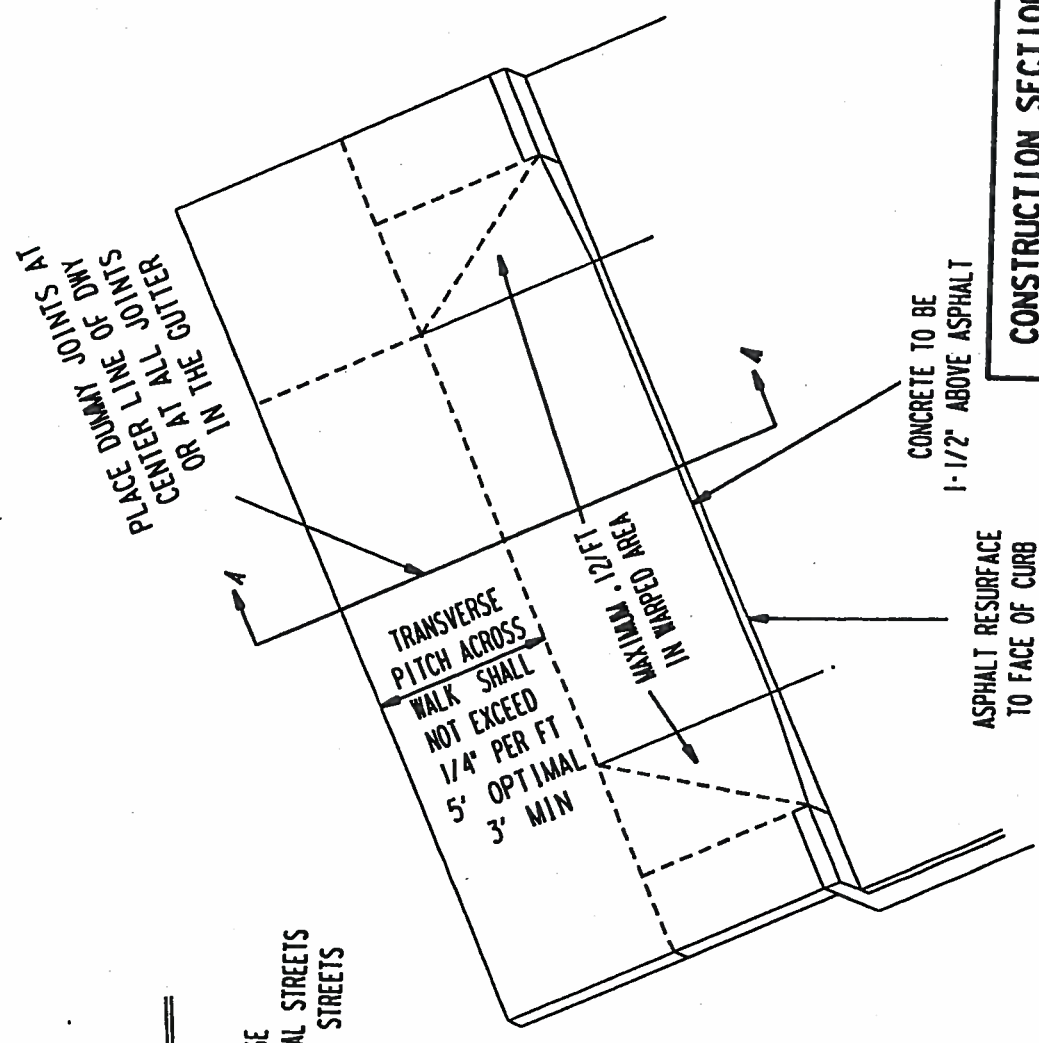 PLACE DUMMY JOINTS AT
CENTER LINE OF DWY
OR AT ALL JOINTS
IN THE GUTTER
A
TRANSVERSE
PITCH ACROSS
WALK SHALL
NOT EXCEED
1/4" PER FT
5' OPTIMAL
3' MIN
MAXIMUM .12/FT
IN WARPED AREA
A
CONCRETE TO BE
1-1/2" ABOVE ASPHALT
ASPHALT RESURFACE
TO FACE OF CURB
CONSTRUCTION SECTION
STREETS
STREETS